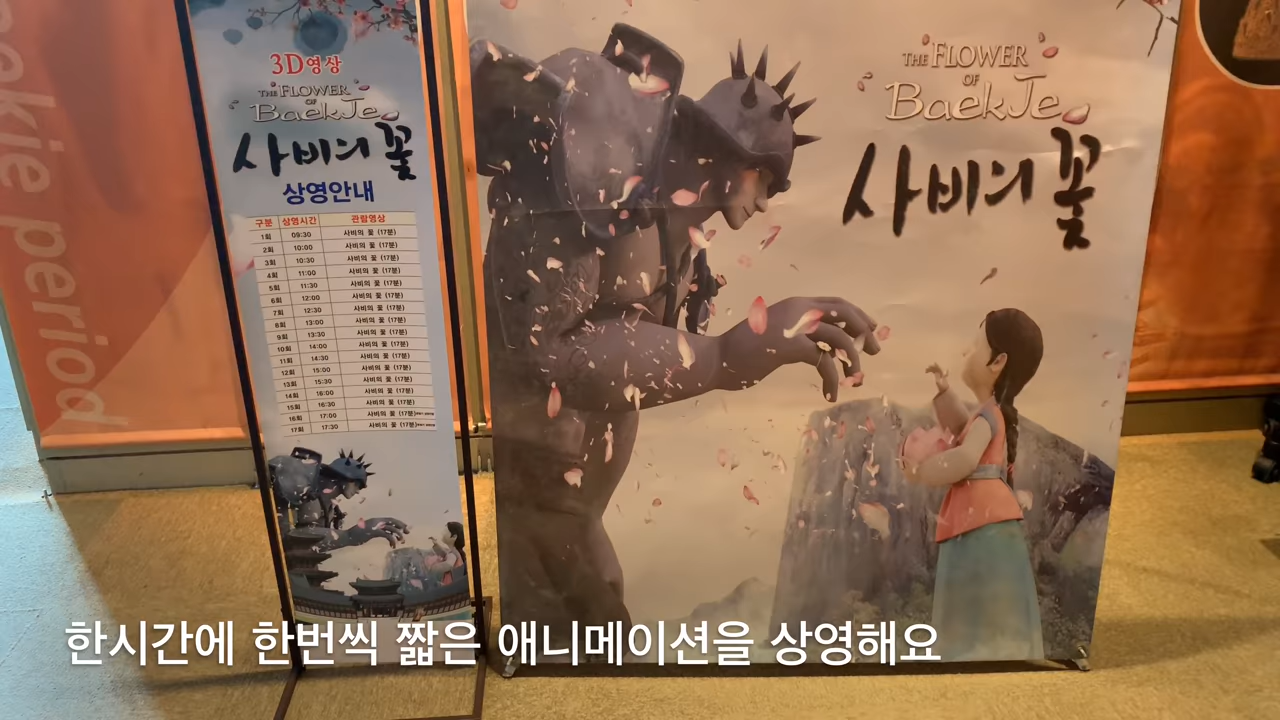 eokje period
3D영상
THE FLOWER
OF
BaekJe
사비의 꽃
상영안내
구분 상영시간 관람영상
1회 09:30 사비의 꽃 (17분)
2회 10:00 사비의 꽃 (17분)
3회 10:30 사비의 꽃 (17분)
4회 11:00 사비의 꽃 (17분)
5회 11:30 사비의 꽃 (17분)
6회 12:00 사비의 꽃 (17분)
7회 12:30 사비의 꽃 (17분)
8회 13:00 사비의 꽃 (17분)
9회 13:30 사비의 꽃 (17분)
10회 14:00 사비의 꽃 (17분)
11회 14:30 사비의 꽃 (17분)
12회 15:00 사비의 꽃 (17분)
13회 15:30 사비의 꽃 (17분)
14회 16:00 사비의 꽃 (17분)
15회 16:30 사비의 꽃 (17분)
16회 17:00 사비의 꽃 (17분)
17회 17:30 사비의 꽃 (17분)
THE FLOWER
OF
BaekJe
사비의 꽃
한시간에 한번씩 짧은 애니메이션을 상영해요